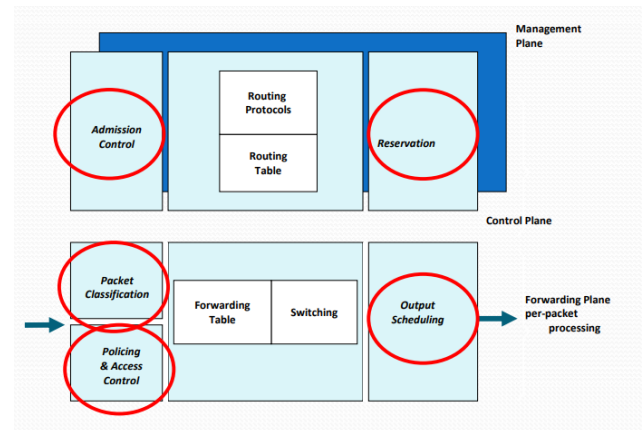 Management
Plane
Admission
Control
Routing
Protocols
Routing
Table
Reservation
Control Plane
Packet
Classification
Policing
& Access
Control
Forwarding
Table
Switching
Output
Scheduling
Forwarding Plane
per-packet
processing